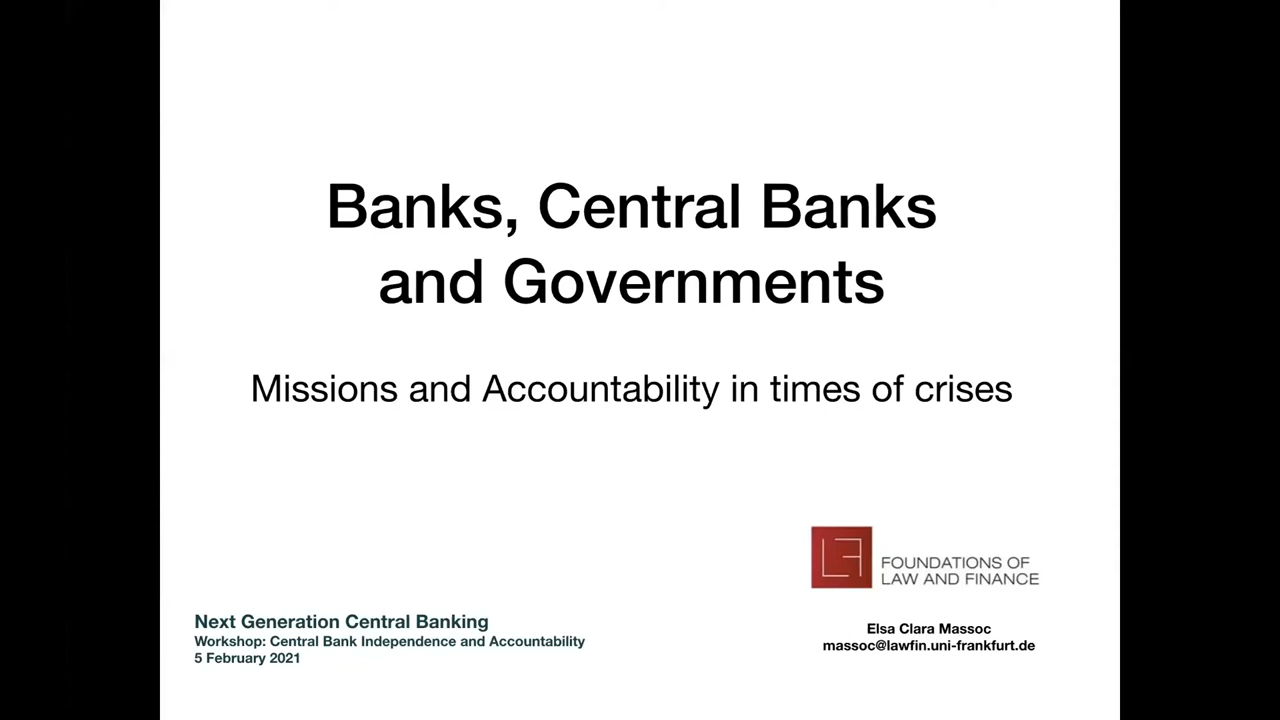 Banks, Central Banks
and Governments
Missions and Accountability in times of crises
LF
FOUNDATIONS OF
LAW AND FINANCE
Next Generation Central Banking
Workshop: Central Bank Independence and Accountability
5 February 2021
Elsa Clara Massoc
massoc@lawfin.uni-frankfurt.de